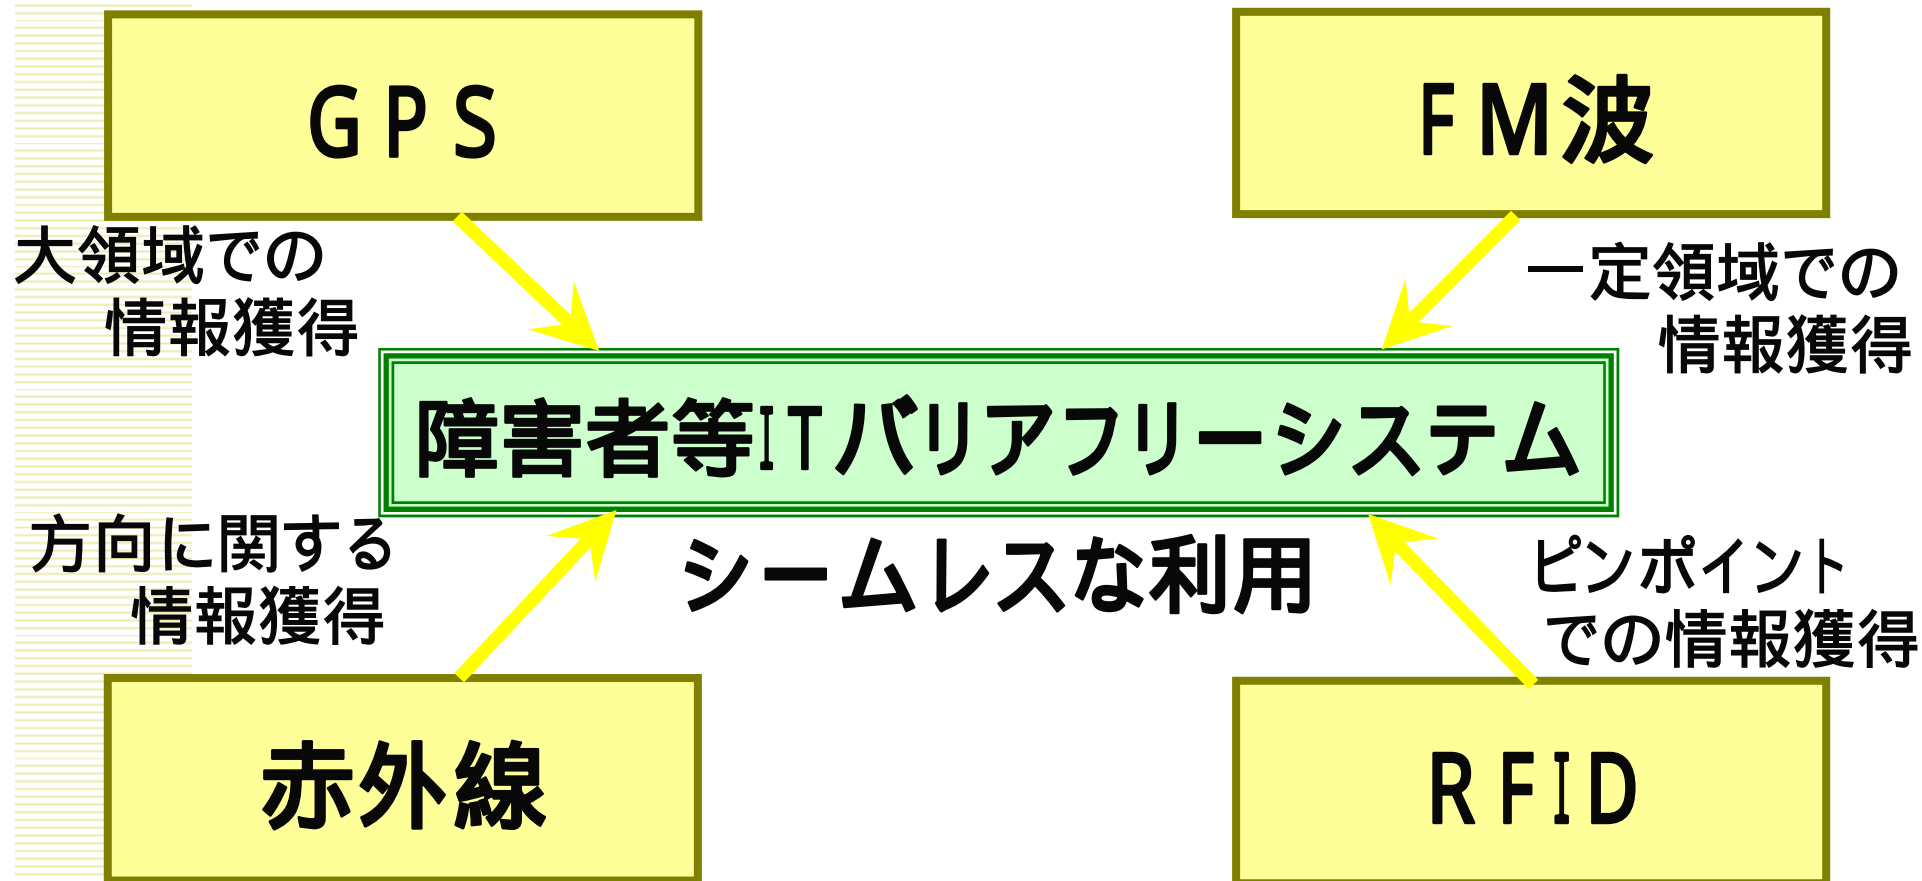 GPS
FM波
大領域での
情報獲得
一定領域での
情報獲得
障害者等ITバリアフリーシステム
シームレスな利用
方向に関する
情報獲得
ピンポイント
での情報獲得
赤外線
RFID